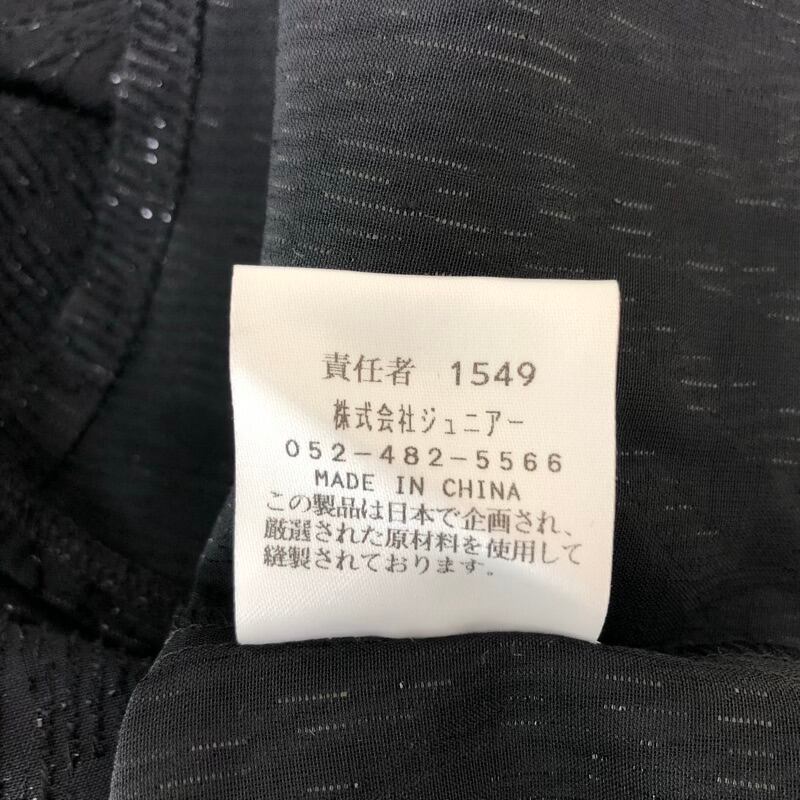 責任者 1549
株式会社ジュニアー
052-482-5566
MADE IN CHINA
この製品は日本で企画され、
厳選された原材料を使用して
縫製されております。